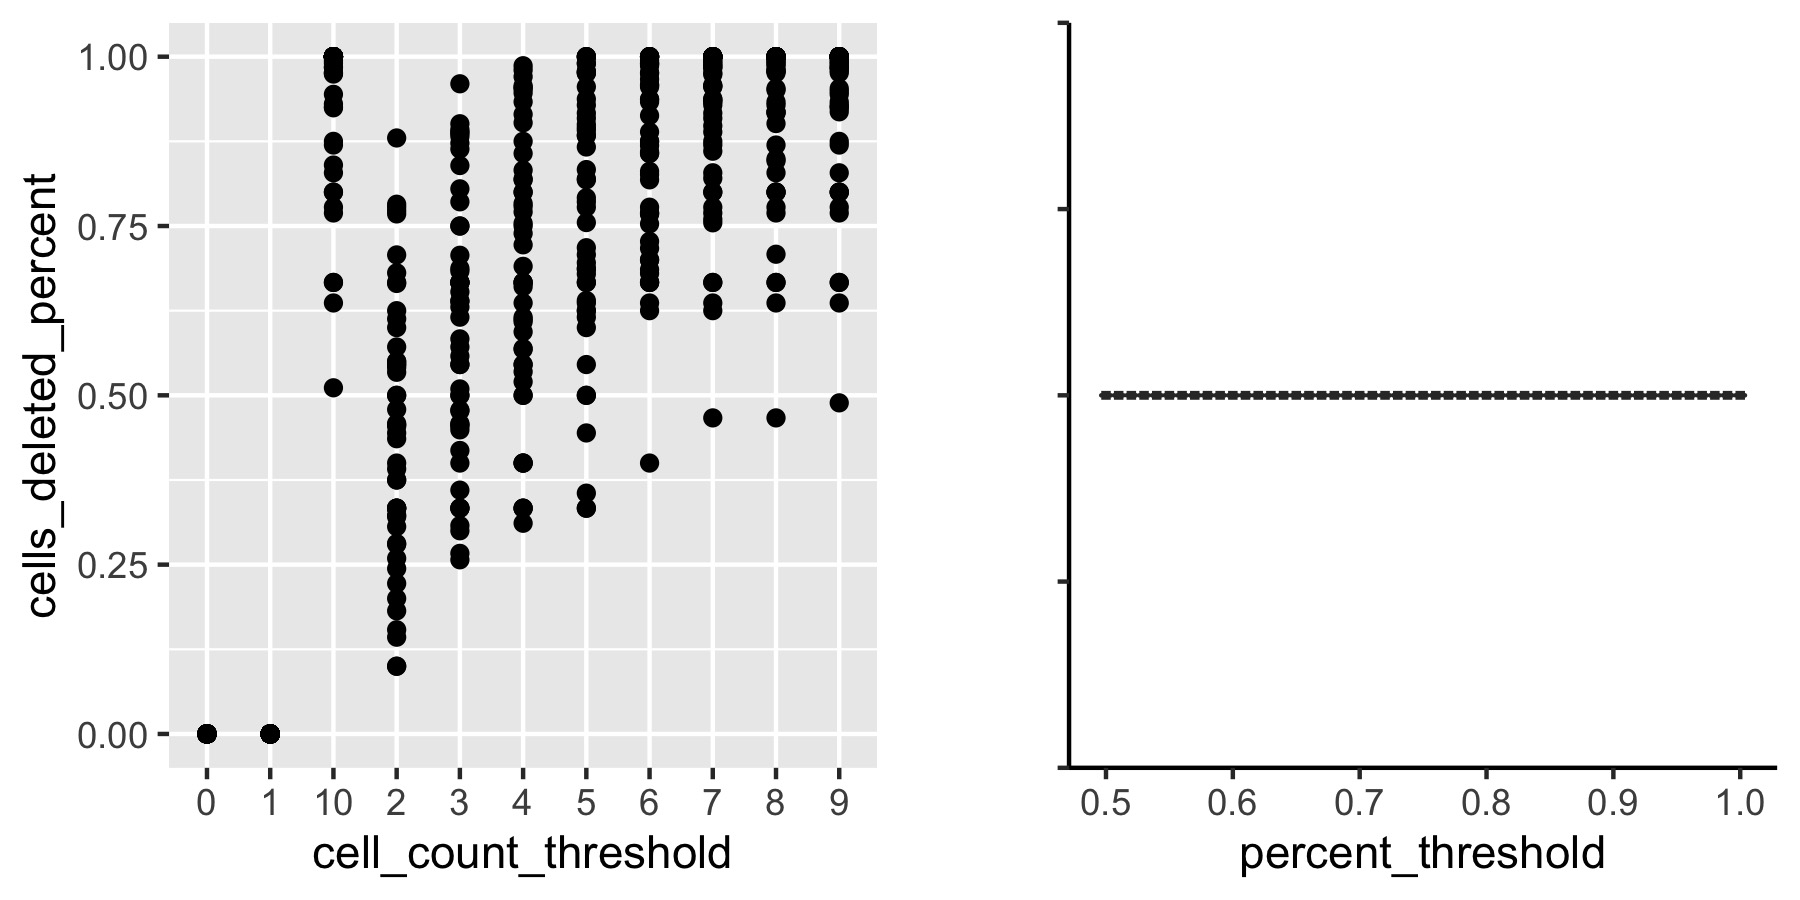 cells_deleted_percent
1.00
0.75
0.50
0.25
0.00
0 1 10 2 3 4 5 6 7 8 9
cell_count_threshold
0.5 0.6 0.7 0.8 0.9 1.0
percent_threshold